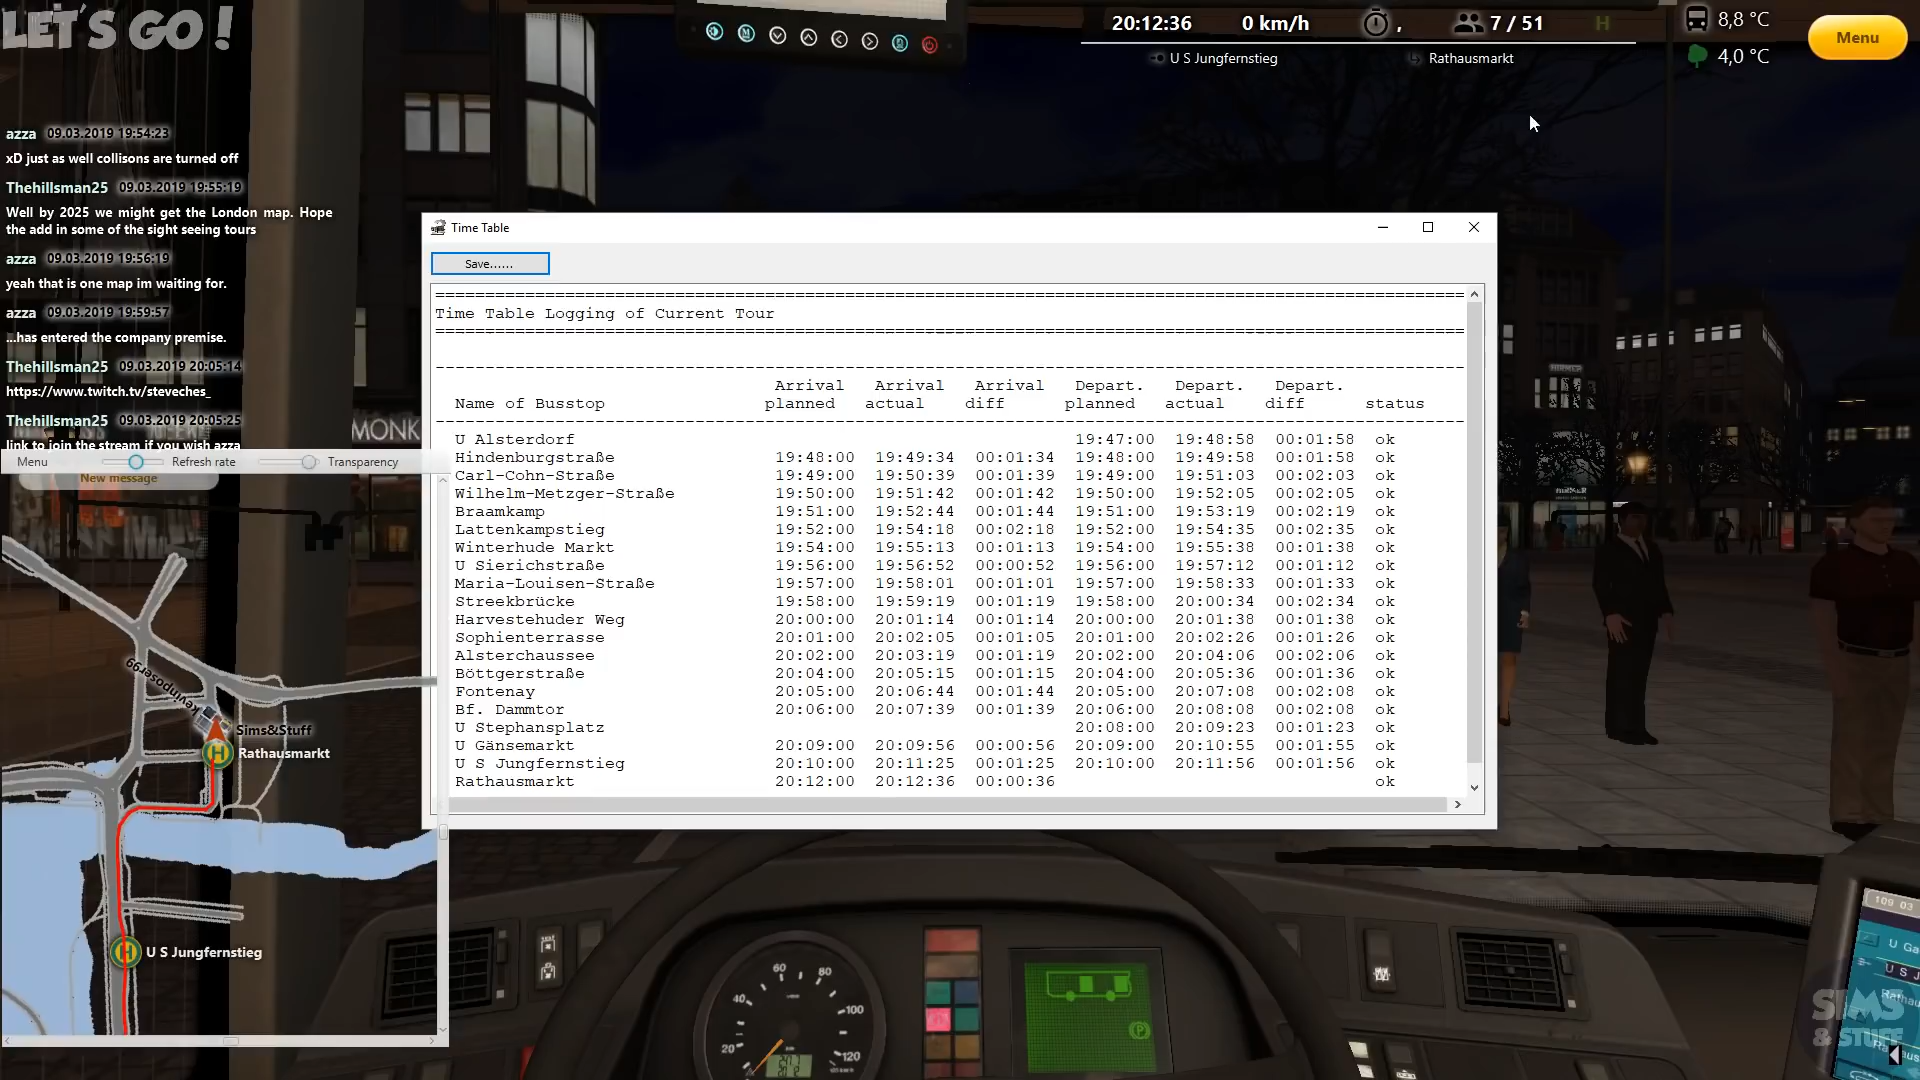 LET'S GO!
20:12:36 0 km/h , 7 / 51 H
U S Jungfernstieg Rathausmarkt
8,8 °C
4,0 °C
Menu
azza 09.03.2019 19:54:23
xD just as well collisons are turned off
Thehillsman25 09.03.2019 19:55:19
Well by 2025 we might get the London map. Hope
the add in some of the sight seeing tours
azza 09.03.2019 19:56:19
yeah that is one map im waiting for.
azza 09.03.2019 19:59:57
...has entered the company premise.
Thehillsman25 09.03.2019 20:05:14
https://www.twitch.tv/steveches_
Thehillsman25 09.03.2019 20:05:25
link to join the stream if you wish azza
Menu Refresh rate Transparency
New message
MONK
kevinposer99
Sims&Stuff
H Rathausmarkt
H U S Jungfernstieg
Time Table
Save......
Time Table Logging of Current Tour
Arrival Arrival Arrival Depart. Depart. Depart.
Name of Busstop planned actual diff planned actual diff status
U Alsterdorf 19:47:00 19:48:58 00:01:58 ok
Hindenburgstraße 19:48:00 19:49:34 00:01:34 19:48:00 19:49:58 00:01:58 ok
Carl-Cohn-Straße 19:49:00 19:50:39 00:01:39 19:49:00 19:51:03 00:02:03 ok
Wilhelm-Metzger-Straße 19:50:00 19:51:42 00:01:42 19:50:00 19:52:05 00:02:05 ok
Braamkamp 19:51:00 19:52:44 00:01:44 19:51:00 19:53:19 00:02:19 ok
Lattenkampstieg 19:52:00 19:54:18 00:02:18 19:52:00 19:54:35 00:02:35 ok
Winterhude Markt 19:54:00 19:55:13 00:01:13 19:54:00 19:55:38 00:01:38 ok
U Sierichstraße 19:56:00 19:56:52 00:00:52 19:56:00 19:57:12 00:01:12 ok
Maria-Louisen-Straße 19:57:00 19:58:01 00:01:01 19:57:00 19:58:33 00:01:33 ok
Streekbrücke 19:58:00 19:59:19 00:01:19 19:58:00 20:00:34 00:02:34 ok
Harvestehuder Weg 20:00:00 20:01:14 00:01:14 20:00:00 20:01:38 00:01:38 ok
Sophienterrasse 20:01:00 20:02:05 00:01:05 20:01:00 20:02:26 00:01:26 ok
Alsterchaussee 20:02:00 20:03:19 00:01:19 20:02:00 20:04:06 00:02:06 ok
Böttgerstraße 20:04:00 20:05:15 00:01:15 20:04:00 20:05:36 00:01:36 ok
Fontenay 20:05:00 20:06:44 00:01:44 20:05:00 20:07:08 00:02:08 ok
Bf. Dammtor 20:06:00 20:07:39 00:01:39 20:06:00 20:08:08 00:02:08 ok
U Stephansplatz 20:08:00 20:09:23 00:01:23 ok
U Gänsemarkt 20:09:00 20:09:56 00:00:56 20:09:00 20:10:55 00:01:55 ok
U S Jungfernstieg 20:10:00 20:11:25 00:01:25 20:10:00 20:11:56 00:01:56 ok
Rathausmarkt 20:12:00 20:12:36 00:00:36 ok
20 40 60 80 100 120
109 03
U Gä
U S J
Rathau
SIMS
& STUFF